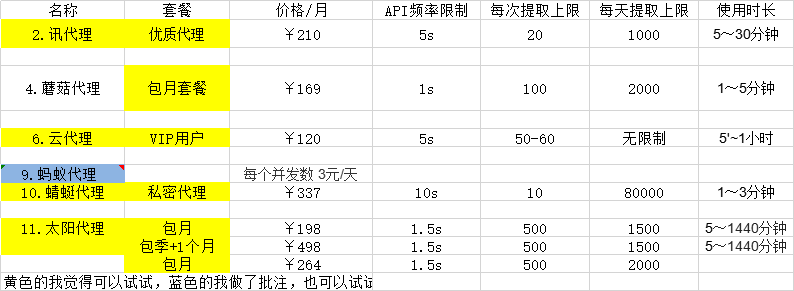 名称 套餐 价格/月 API频率限制 每次提取上限 每天提取上限 使用时长
2.讯代理 优质代理 ￥210 5s 20 1000 5～30分钟
4.蘑菇代理 包月套餐 ￥169 1s 100 2000 1～5分钟
6.云代理 VIP用户 ￥120 5s 50-60 无限制 5'~1小时
9.蚂蚁代理 每个并发数 3元/天
10.蜻蜓代理 私密代理 ￥337 10s 10 80000 1～3分钟
11.太阳代理 包月 ￥198 1.5s 500 1500 5～1440分钟
包季+1个月 ￥498 1.5s 500 1500 5～1440分钟
包月 ￥264 1.5s 500 2000
黄色的我觉得可以试试，蓝色的我做了批注，也可以试试